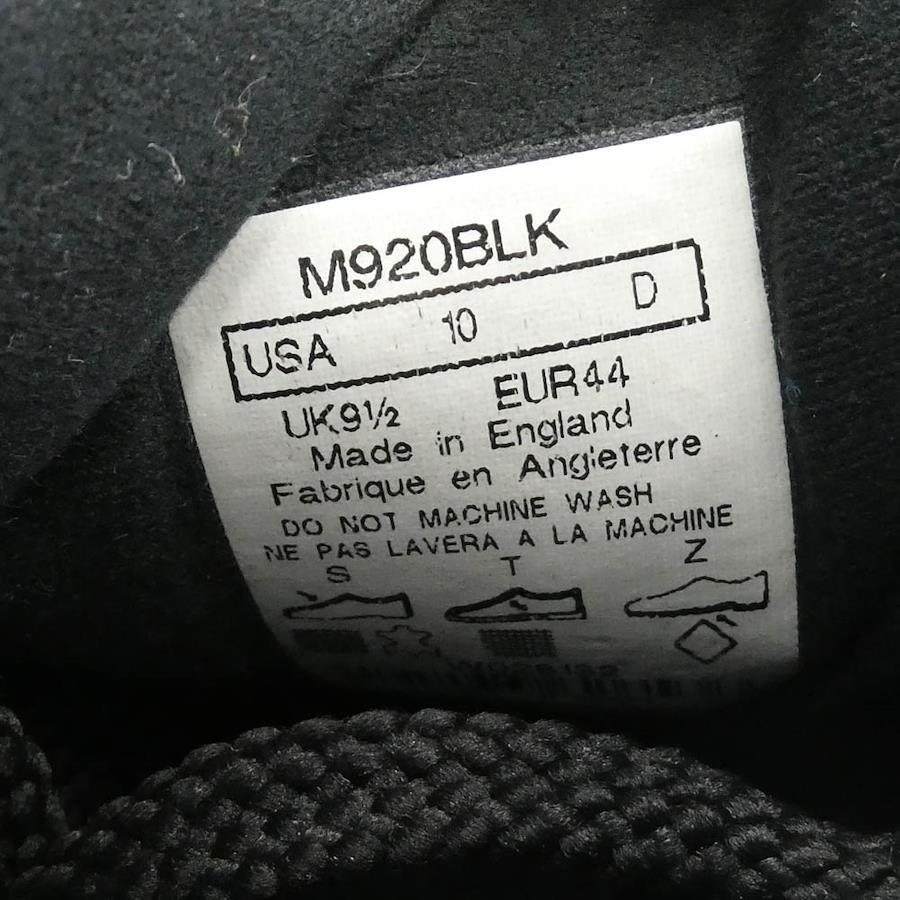 M920BLK
USA 10 D
UK9½ EUR44
Made in England
Fabrique en Angleterre
DO NOT MACHINE WASH
NE PAS LAVERA A LA MACHINE
S T Z